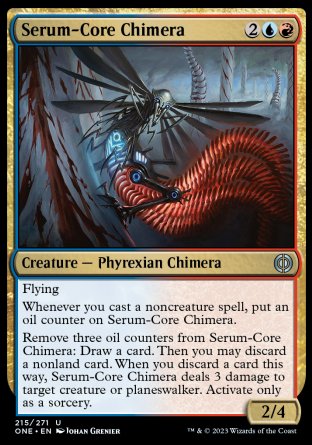 Serum-Core Chimera 2
Creature — Phyrexian Chimera
Flying
Whenever you cast a noncreature spell, put an
oil counter on Serum-Core Chimera.
Remove three oil counters from Serum-Core
Chimera: Draw a card. Then you may discard
a nonland card. When you discard a card this
way, Serum-Core Chimera deals 3 damage to
target creature or planeswalker. Activate only
as a sorcery.
2/4
215/271 U
ONE • EN Johan Grenier
™ & © 2023 Wizards of the Coast